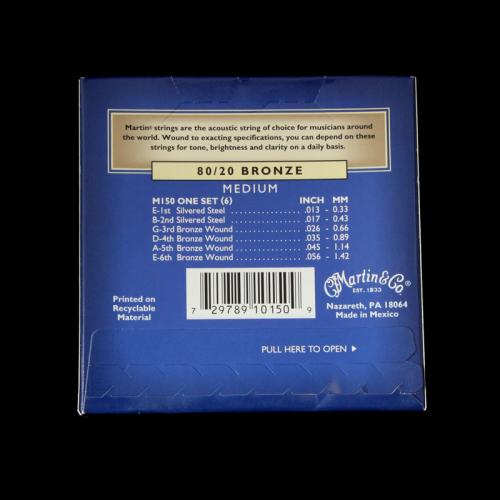 Martin® strings are the acoustic string of choice for musicians around
the world. Wound to exacting specifications, you can depend on these
strings for tone, brightness and clarity on a daily basis.
80/20 BRONZE
MEDIUM
M150 ONE SET (6) INCH MM
E-1st Silvered Steel .................... .013 - 0.33
B-2nd Silvered Steel ................... .017 - 0.43
G-3rd Bronze Wound ................ .026 - 0.66
D-4th Bronze Wound ................ .035 - 0.89
A-5th Bronze Wound ................ .045 - 1.14
E-6th Bronze Wound ................. .056 - 1.42
Printed on
Recyclable
Material
7 29789 10150 9
Martin & Co.®
EST. 1833
Nazareth, PA 18064
Made in Mexico
PULL HERE TO OPEN ►